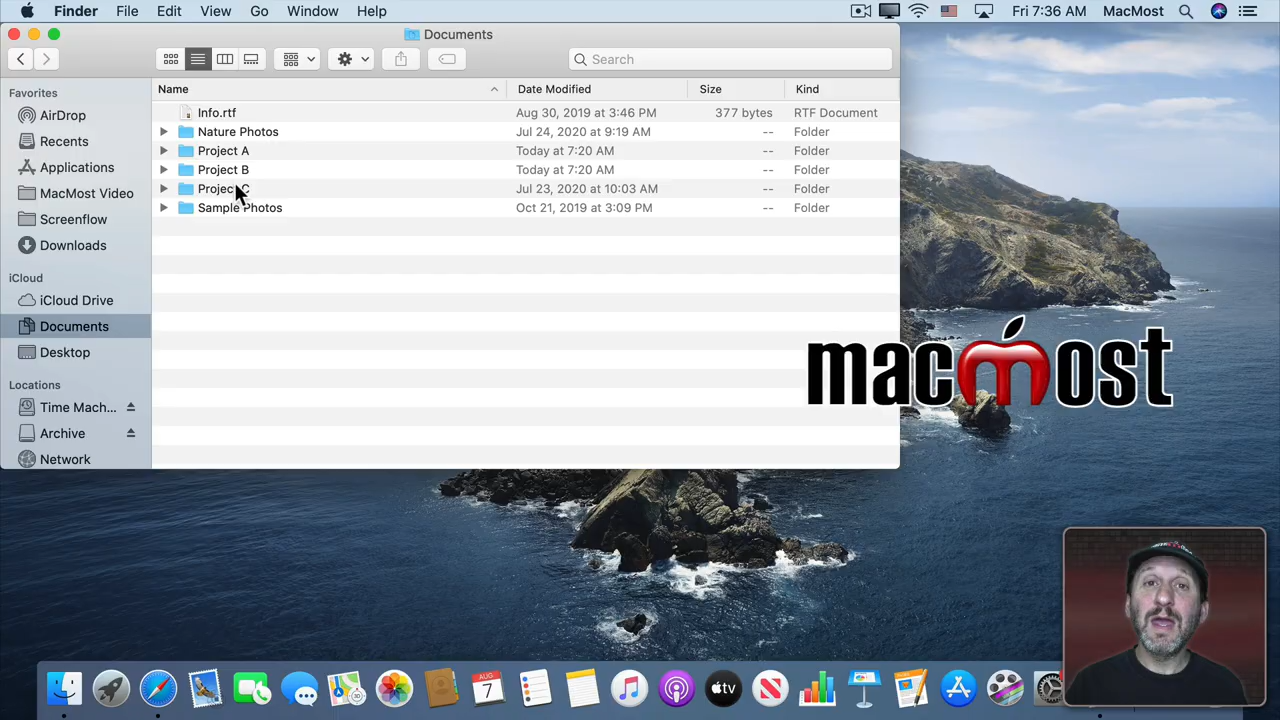 Finder File Edit View Go Window Help Fri 7:36 AM MacMost
Documents
Search
Favorites
AirDrop
Recents
Applications
MacMost Video
Screenflow
Downloads
iCloud
iCloud Drive
Documents
Desktop
Locations
Time Mach...
Archive
Network
Name Date Modified Size Kind
Info.rtf Aug 30, 2019 at 3:46 PM 377 bytes RTF Document
Nature Photos Jul 24, 2020 at 9:19 AM -- Folder
Project A Today at 7:20 AM -- Folder
Project B Today at 7:20 AM -- Folder
Project C Jul 23, 2020 at 10:03 AM -- Folder
Sample Photos Oct 21, 2019 at 3:09 PM -- Folder
macmost
AUG
7
tv